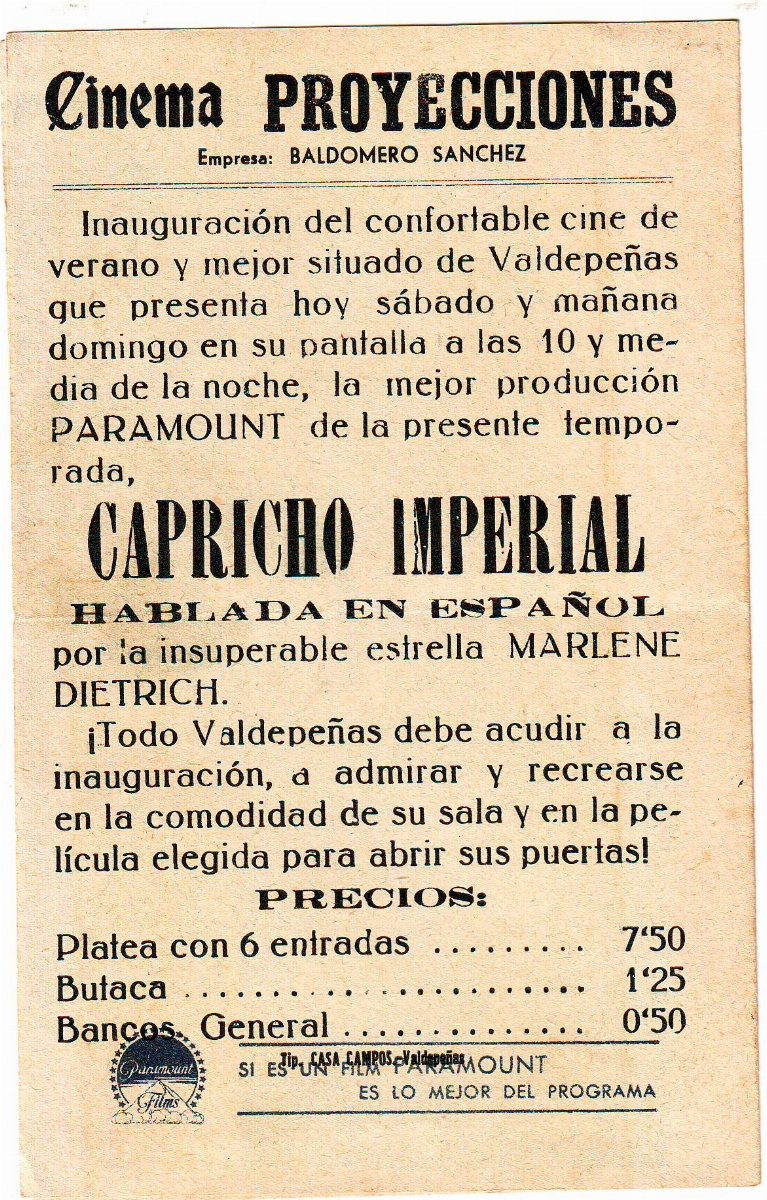 Cinema PROYECCIONES
Empresa: BALDOMERO SANCHEZ
Inauguración del confortable cine de
verano y mejor situado de Valdepeñas
que presenta hoy sábado y mañana
domingo en su pantalla a las 10 y me-
dia de la noche, la mejor producción
PARAMOUNT de la presente tempo-
rada,
CAPRICHO IMPERIAL
HABLADA EN ESPAÑOL
por la insuperable estrella MARLENE
DIETRICH.
¡Todo Valdepeñas debe acudir a la
inauguración, a admirar y recrearse
en la comodidad de su sala y en la pe-
lícula elegida para abrir sus puertas!
PRECIOS:
Platea con 6 entradas ......... 7'50
Butaca ........................ 1'25
Bancos. General .............. 0'50
Tip. CASA CAMPOS.-Valdepeñas
Paramount
Films
SI ES UN FILM PARAMOUNT
ES LO MEJOR DEL PROGRAMA